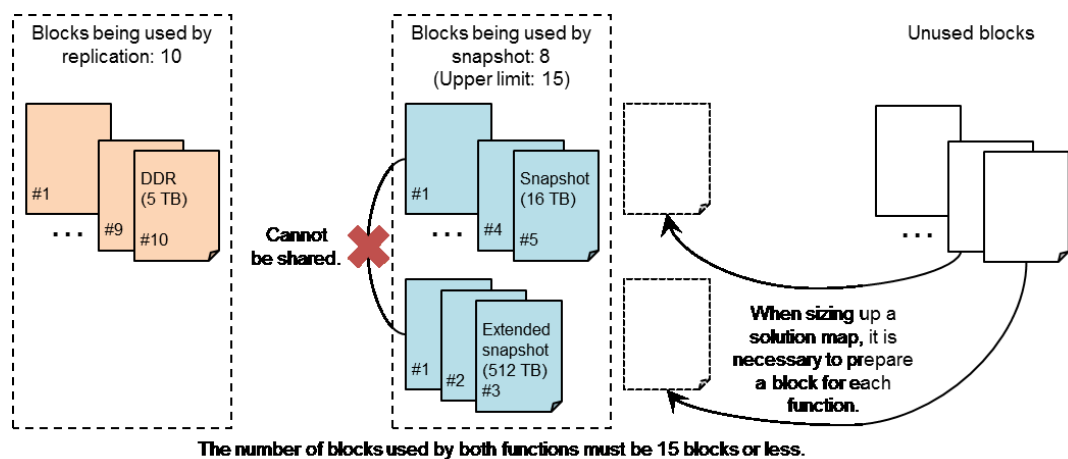 Blocks being used by
replication: 10
#1
...
#9
DDR
(5 TB)
#10
Blocks being used by
snapshot: 8
(Upper limit: 15)
#1
...
#4
Snapshot
(16 TB)
#5
Cannot
be shared.
#1
#2
Extended
snapshot
(512 TB)
#3
Unused blocks
...
When sizing up a
solution map, it is
necessary to prepare
a block for each
function.
The number of blocks used by both functions must be 15 blocks or less.